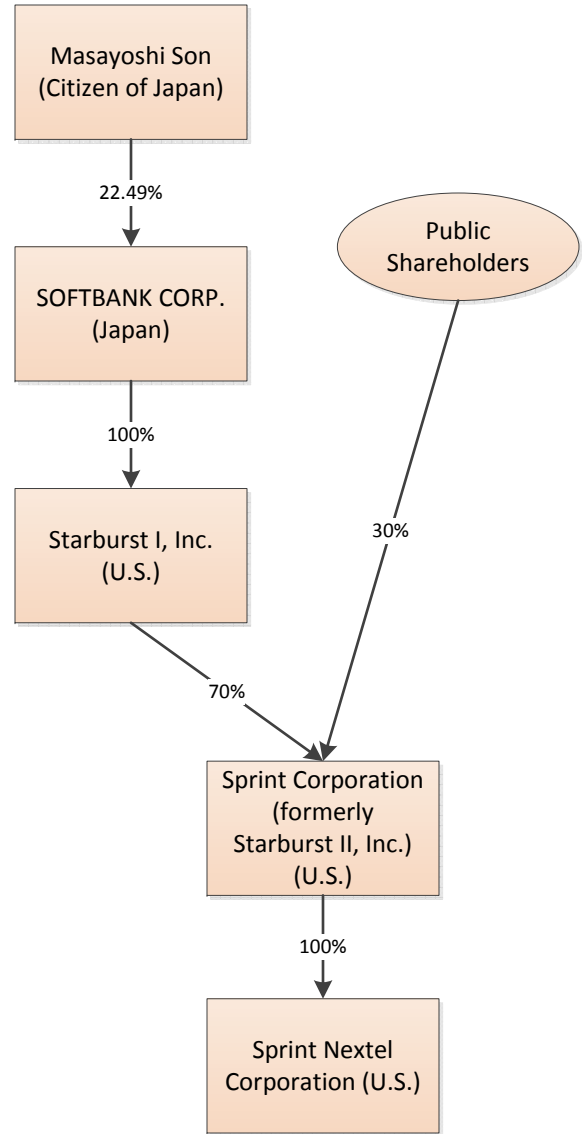 Masayoshi Son
(Citizen of Japan)
22.49%
Public
Shareholders
SOFTBANK CORP.
(Japan)
100%
Starburst I, Inc.
(U.S.)
30%
70%
Sprint Corporation
(formerly
Starburst II, Inc.)
(U.S.)
100%
Sprint Nextel
Corporation (U.S.)